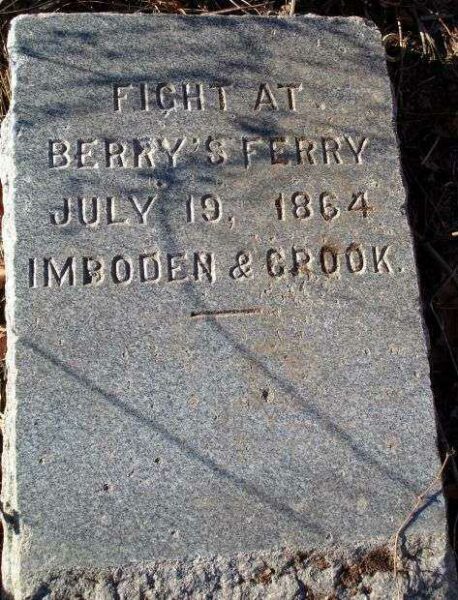 FIGHT AT
BERRY'S FERRY
JULY 19, 1864
IMBODEN & CROOK.